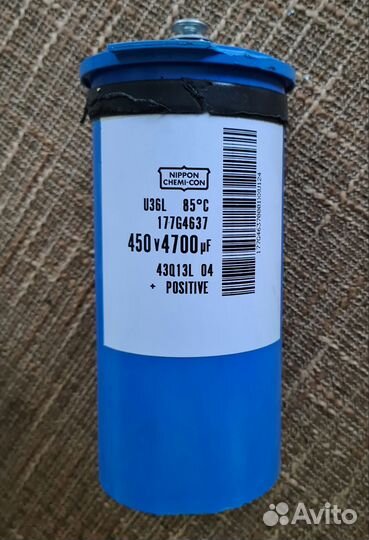 NIPPON
CHEMI-CON
U36L 85°C
177G4637
450V4700µF
43Q13L 04
+ POSITIVE
Avito